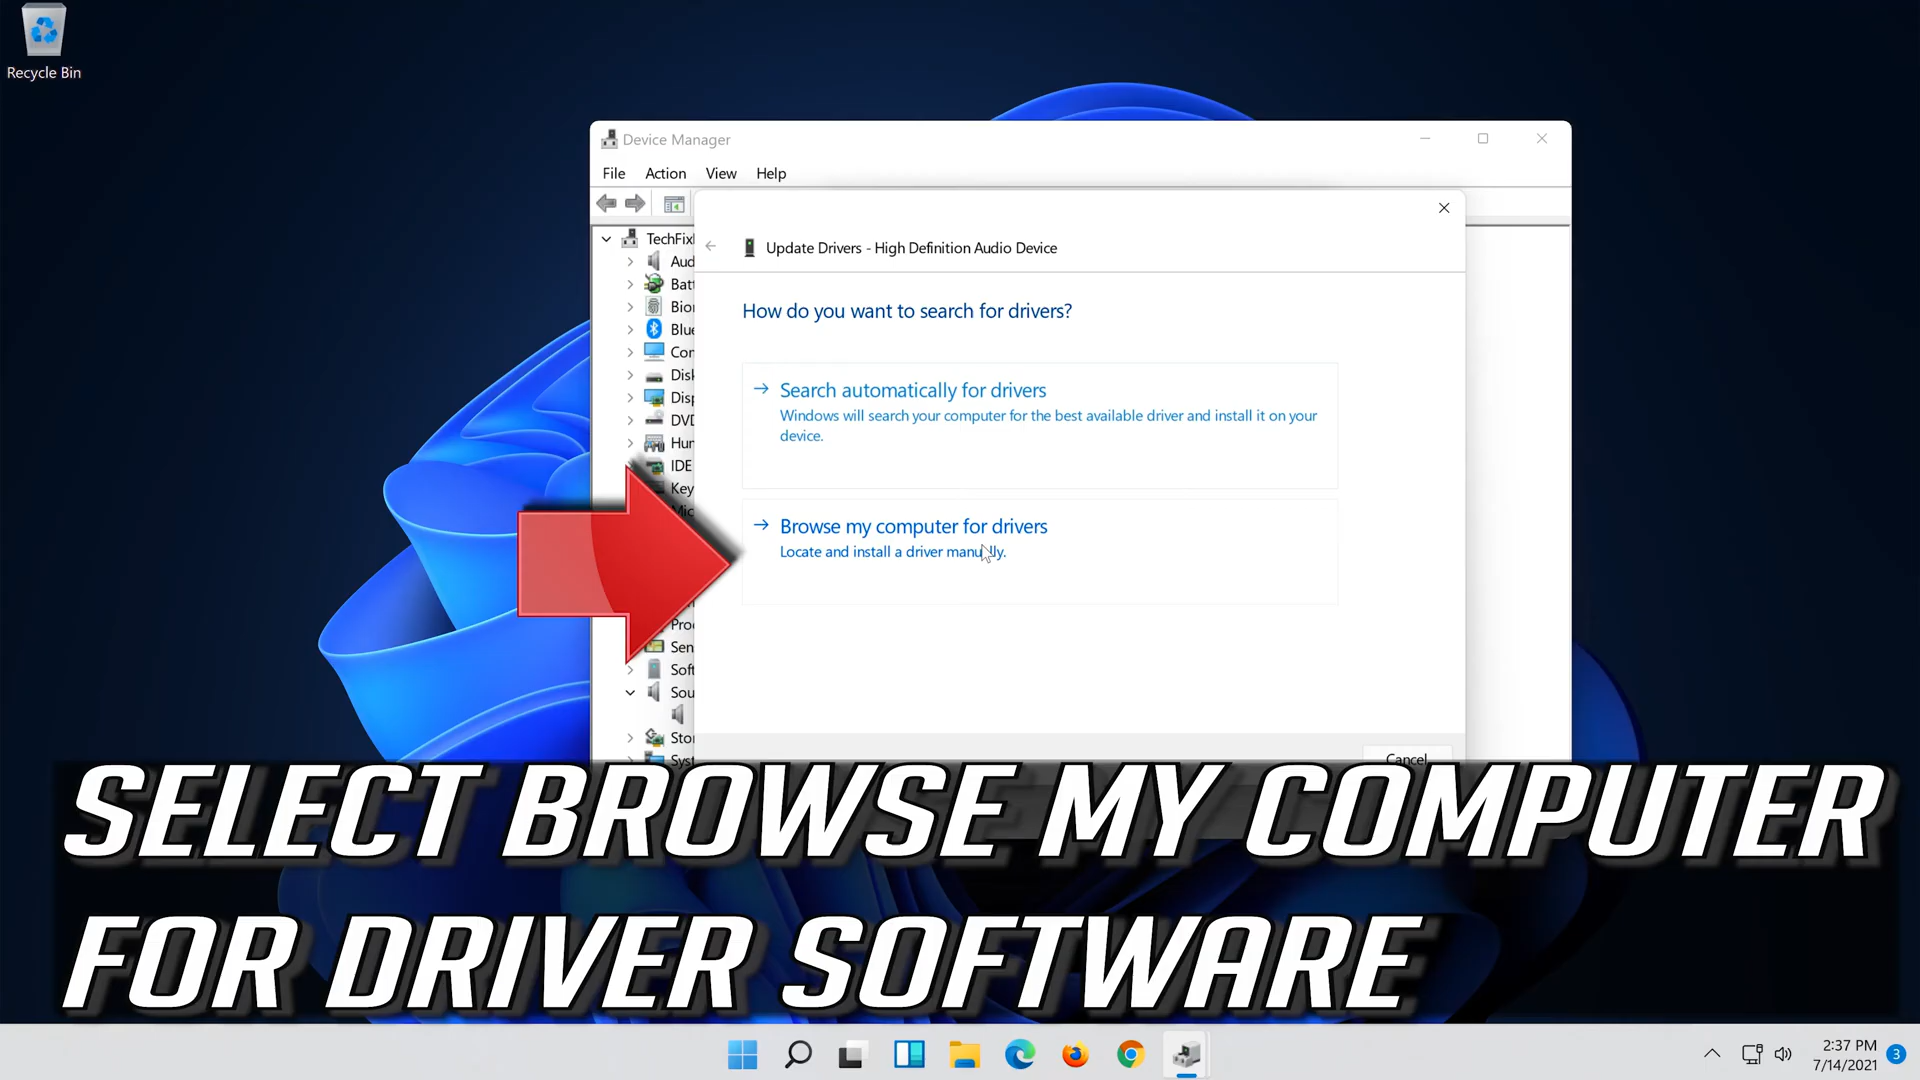 Recycle Bin
Device Manager
File Action View Help
TechFix
Aud
Batt
Bion
Blue
Con
Disk
Disp
DVD
Hun
IDE
Key
Mic
Proc
Sen
Soft
Sou
Stor
Sys
Update Drivers - High Definition Audio Device
How do you want to search for drivers?
Search automatically for drivers
Windows will search your computer for the best available driver and install it on your
device.
Browse my computer for drivers
Locate and install a driver manually.
Cancel
SELECT BROWSE MY COMPUTER
FOR DRIVER SOFTWARE
2:37 PM
7/14/2021
3